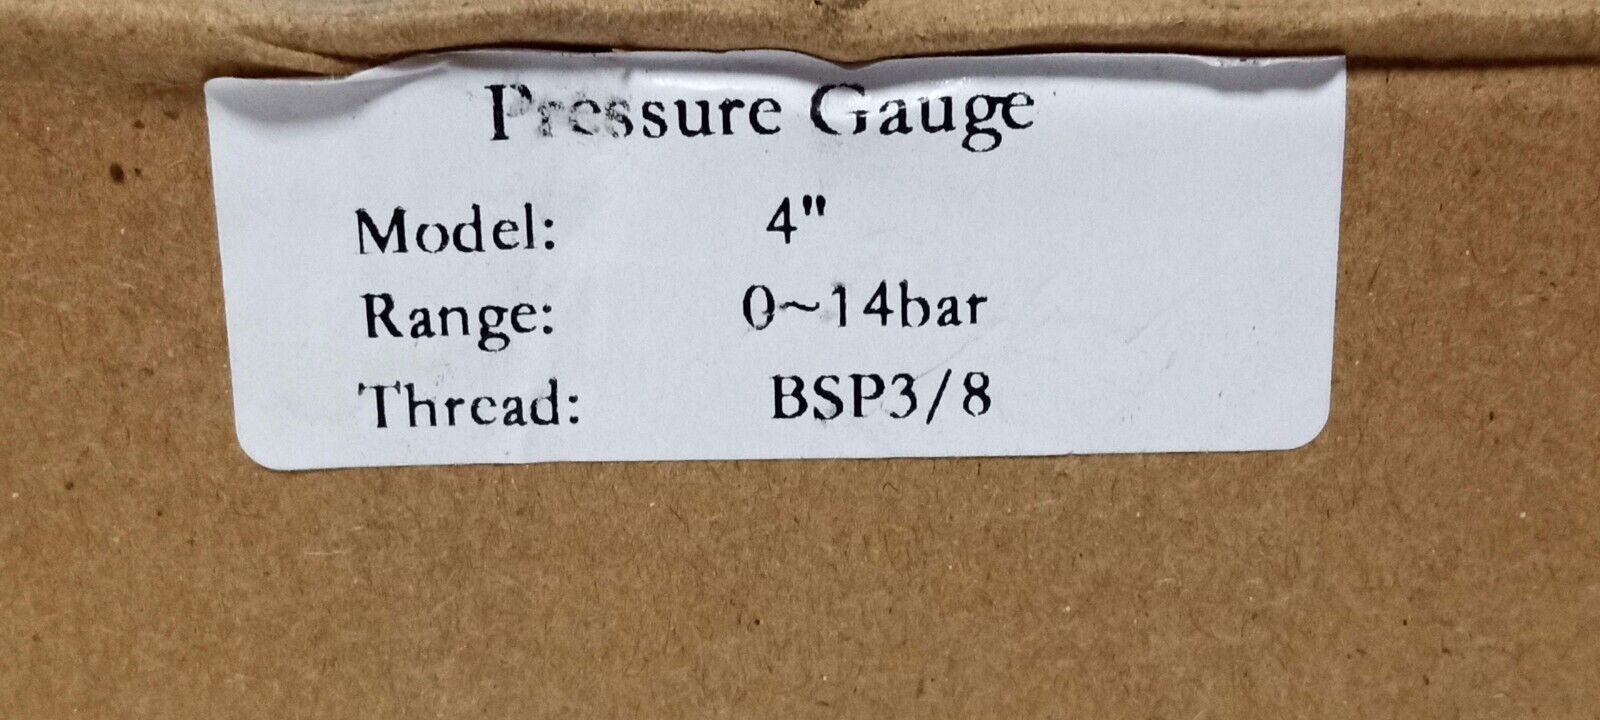 Pressure Gauge
Model: 4"
Range: 0~14bar
Thread: BSP3/8